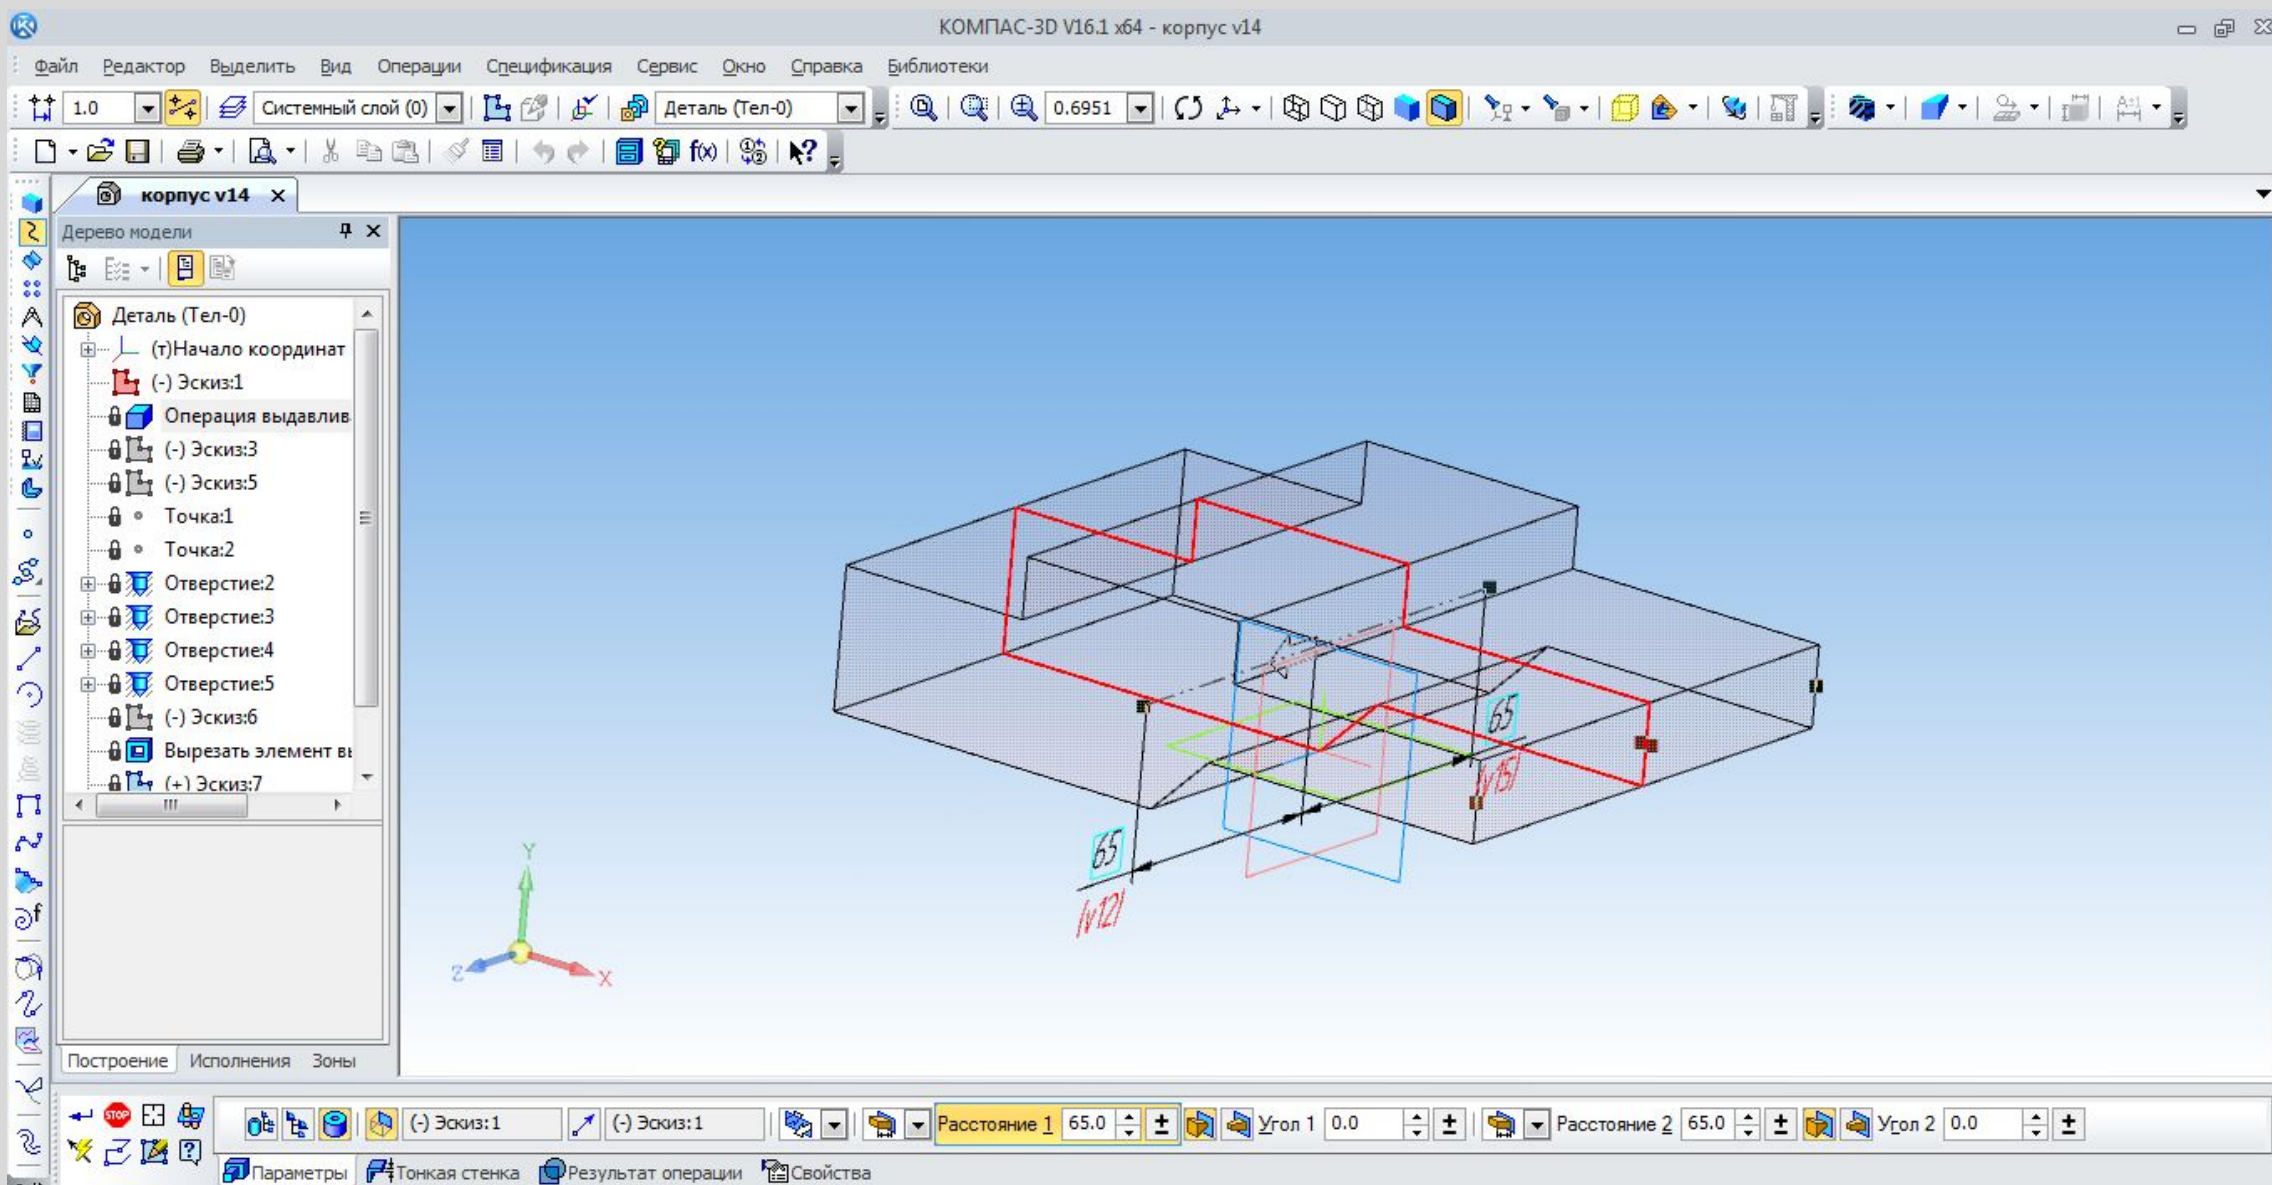 КОМПАС-3D V16.1 x64 - корпус v14
Файл Редактор Выделить Вид Операции Спецификация Сервис Окно Справка Библиотеки
1.0 Системный слой (0) Деталь (Тел-0) 0.6951
f(x)
корпус v14
Дерево модели
Деталь (Тел-0)
(т)Начало координат
(-) Эскиз:1
Операция выдавлив
(-) Эскиз:3
(-) Эскиз:5
Точка:1
Точка:2
Отверстие:2
Отверстие:3
Отверстие:4
Отверстие:5
(-) Эскиз:6
Вырезать элемент вы
(+) Эскиз:7
65
/v15/
65
/v12/
Y
Z
X
Построение Исполнения Зоны
STOP (-) Эскиз:1 (-) Эскиз:1 Расстояние 1 65.0 Угол 1 0.0 Расстояние 2 65.0 Угол 2 0.0
Параметры Тонкая стенка Результат операции Свойства